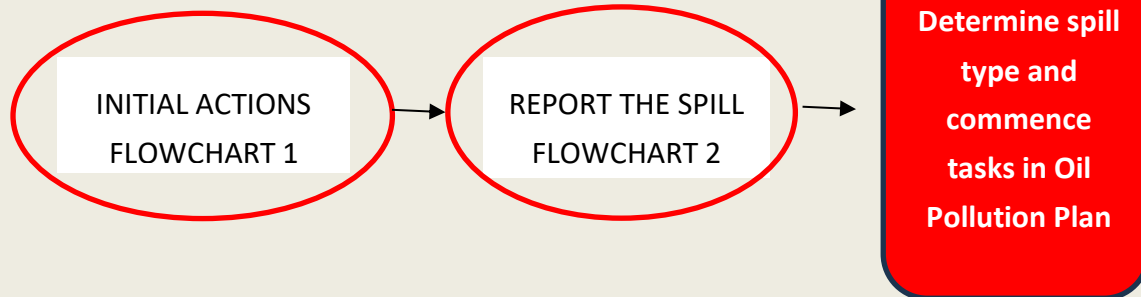 INITIAL ACTIONS
FLOWCHART 1
REPORT THE SPILL
FLOWCHART 2
Determine spill
type and
commence
tasks in Oil
Pollution Plan